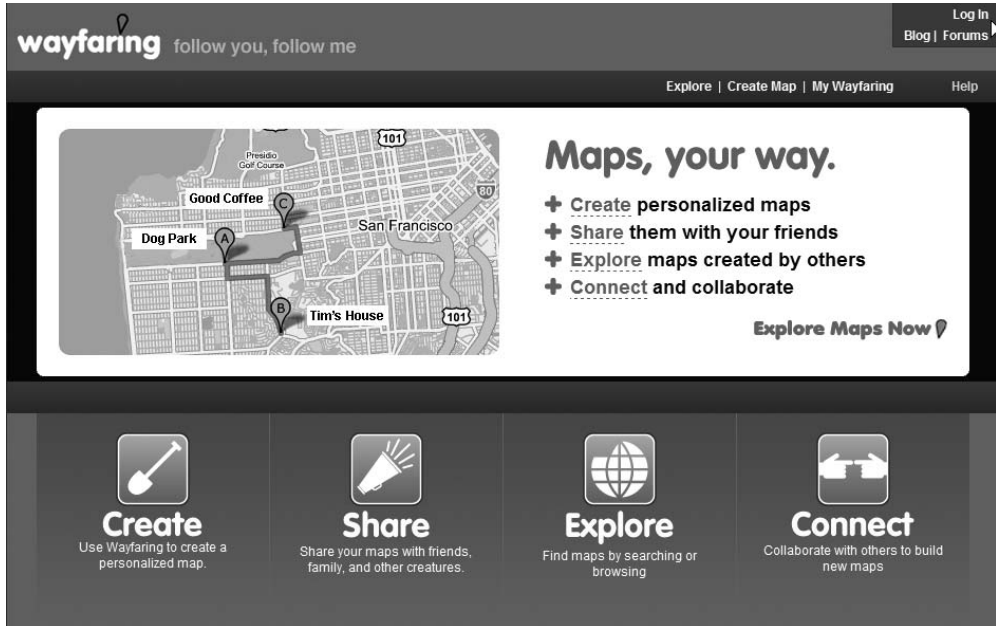 Log In
wayfaring follow you, follow me
Blog | Forums
Explore | Create Map | My Wayfaring Help
101
Presidio
Golf Course
80
Good Coffee C
San Francisco
Dog Park A
B Tim's House 101
Maps, your way.
Create personalized maps
Share them with your friends
Explore maps created by others
Connect and collaborate
Explore Maps Now
Create
Use Wayfaring to create a
personalized map.
Share
Share your maps with friends,
family, and other creatures.
Explore
Find maps by searching or
browsing
Connect
Collaborate with others to build
new maps